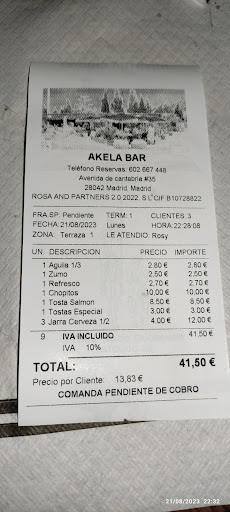 AKELA BAR
Teléfono Reservas: 602 667 448
Avenida de cantabria #35
28042 Madrid, Madrid
ROSA AND PARTNERS 2.0 2022, S.L CIF B10728822
FRA.SP: Pendiente TERM: 1 CLIENTES: 3
FECHA: 21/08/2023 Lunes HORA: 22:28:08
ZONA: Terraza 1 LE ATENDIO: Rosy
UN. DESCRIPCION PRECIO IMPORTE
1 Aguila 1/3 2,60 € 2,60 €
1 Zumo 2,50 € 2,50 €
1 Refresco 2,70 € 2,70 €
1 Chopitos 10,00 € 10,00 €
1 Tosta Salmon 8,50 € 8,50 €
1 Tostas Especial 3,00 € 3,00 €
3 Jarra Cerveza 1/2 4,00 € 12,00 €
9 IVA INCLUIDO 41,50 €
IVA 10%
TOTAL: 41,50 €
Precio por Cliente: 13,83 €
COMANDA PENDIENTE DE COBRO
21/08/2023 22:32